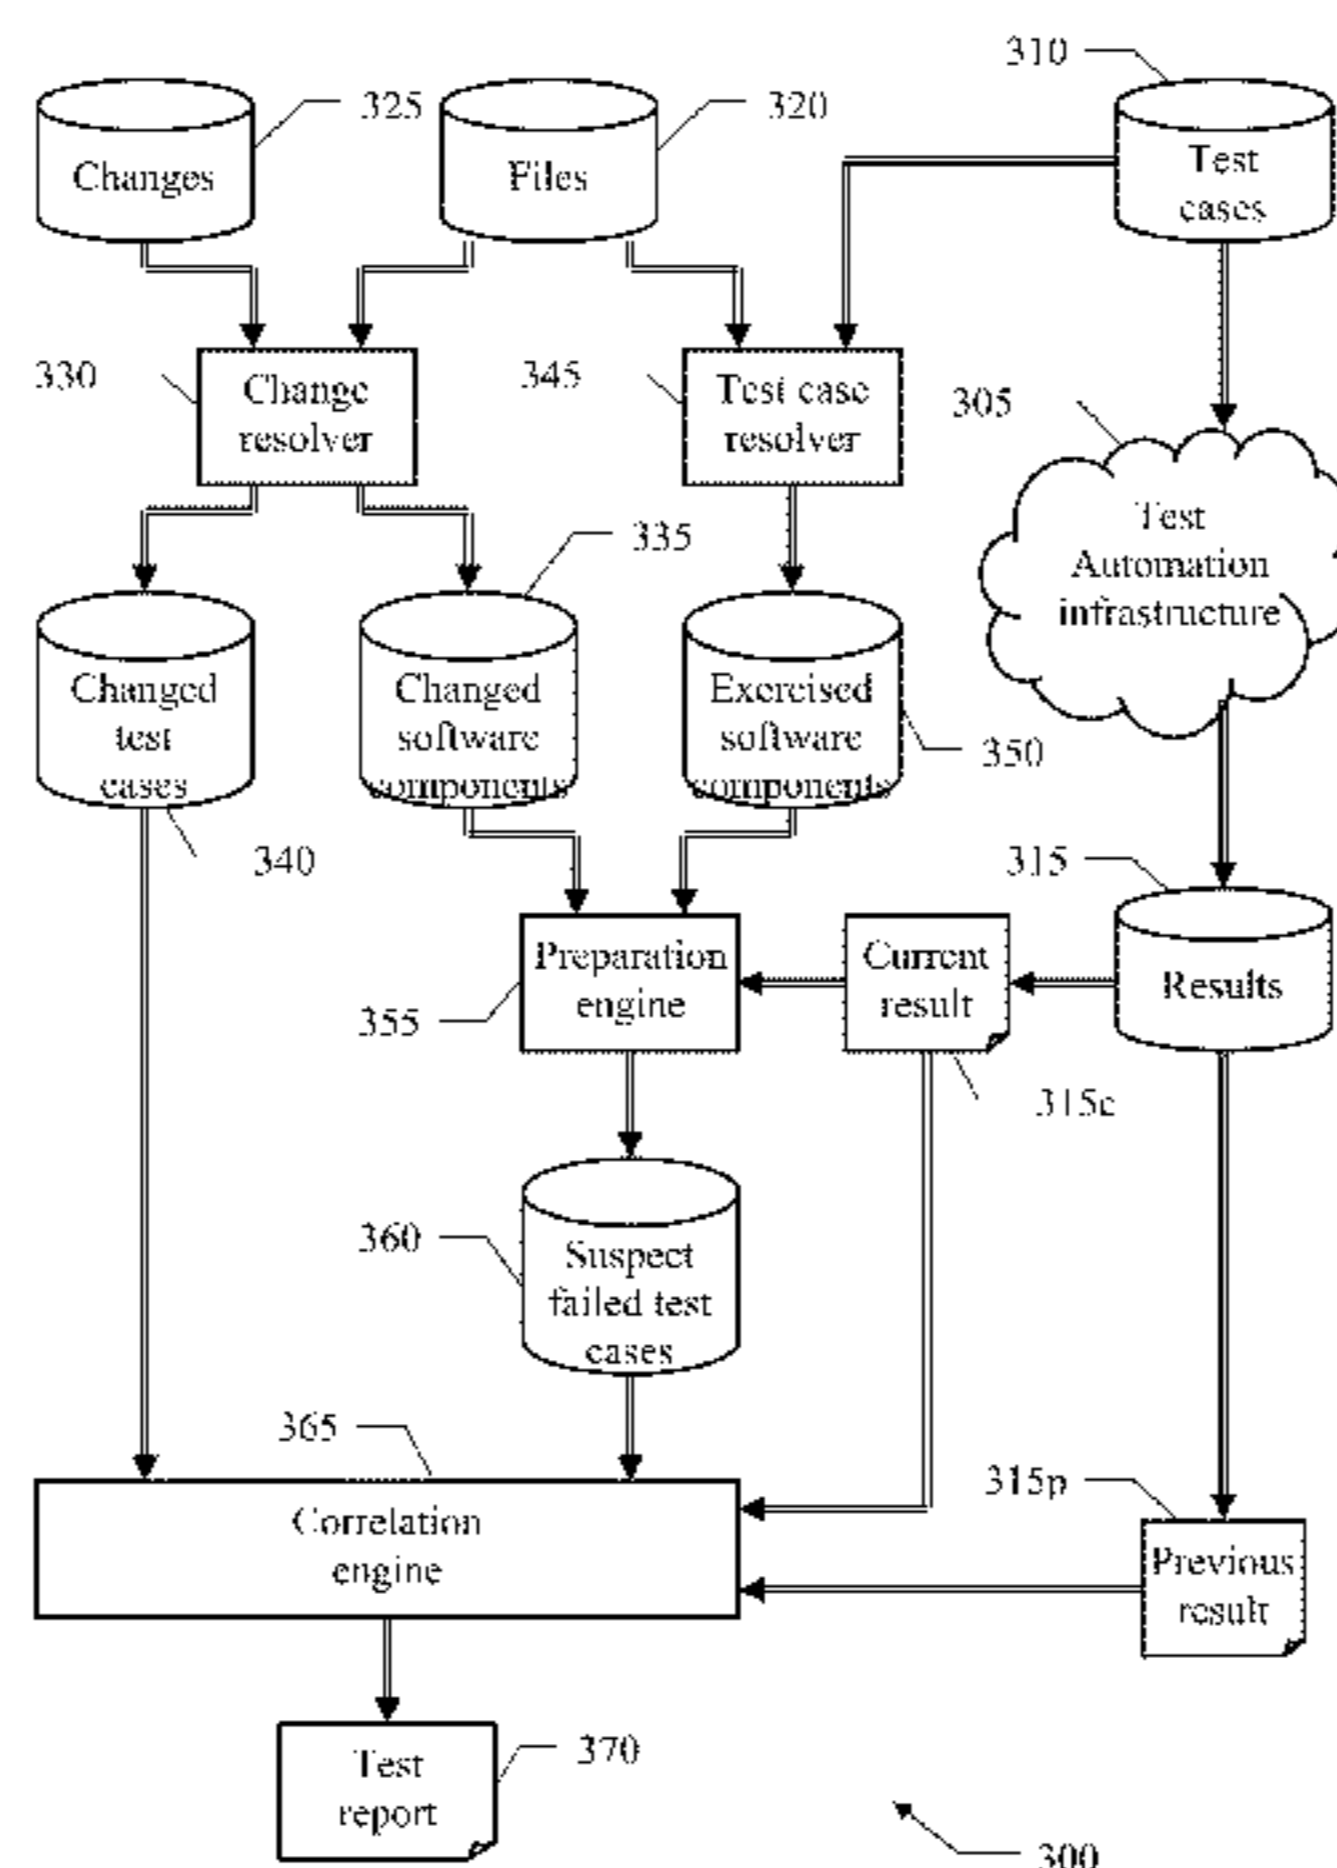 310
325
320
Changes
Files
Test
cases
330
Change
resolver
345
Test case
resolver
305
Test
Automation
infrastructure
335
Changed
test
cases
Changed
software
components
Exercised
software
components
350
340
315
Preparation
engine
Current
result
Results
355
315c
360
Suspect
failed test
cases
365
315p
Correlation
engine
Previous
result
Test
report
370
300